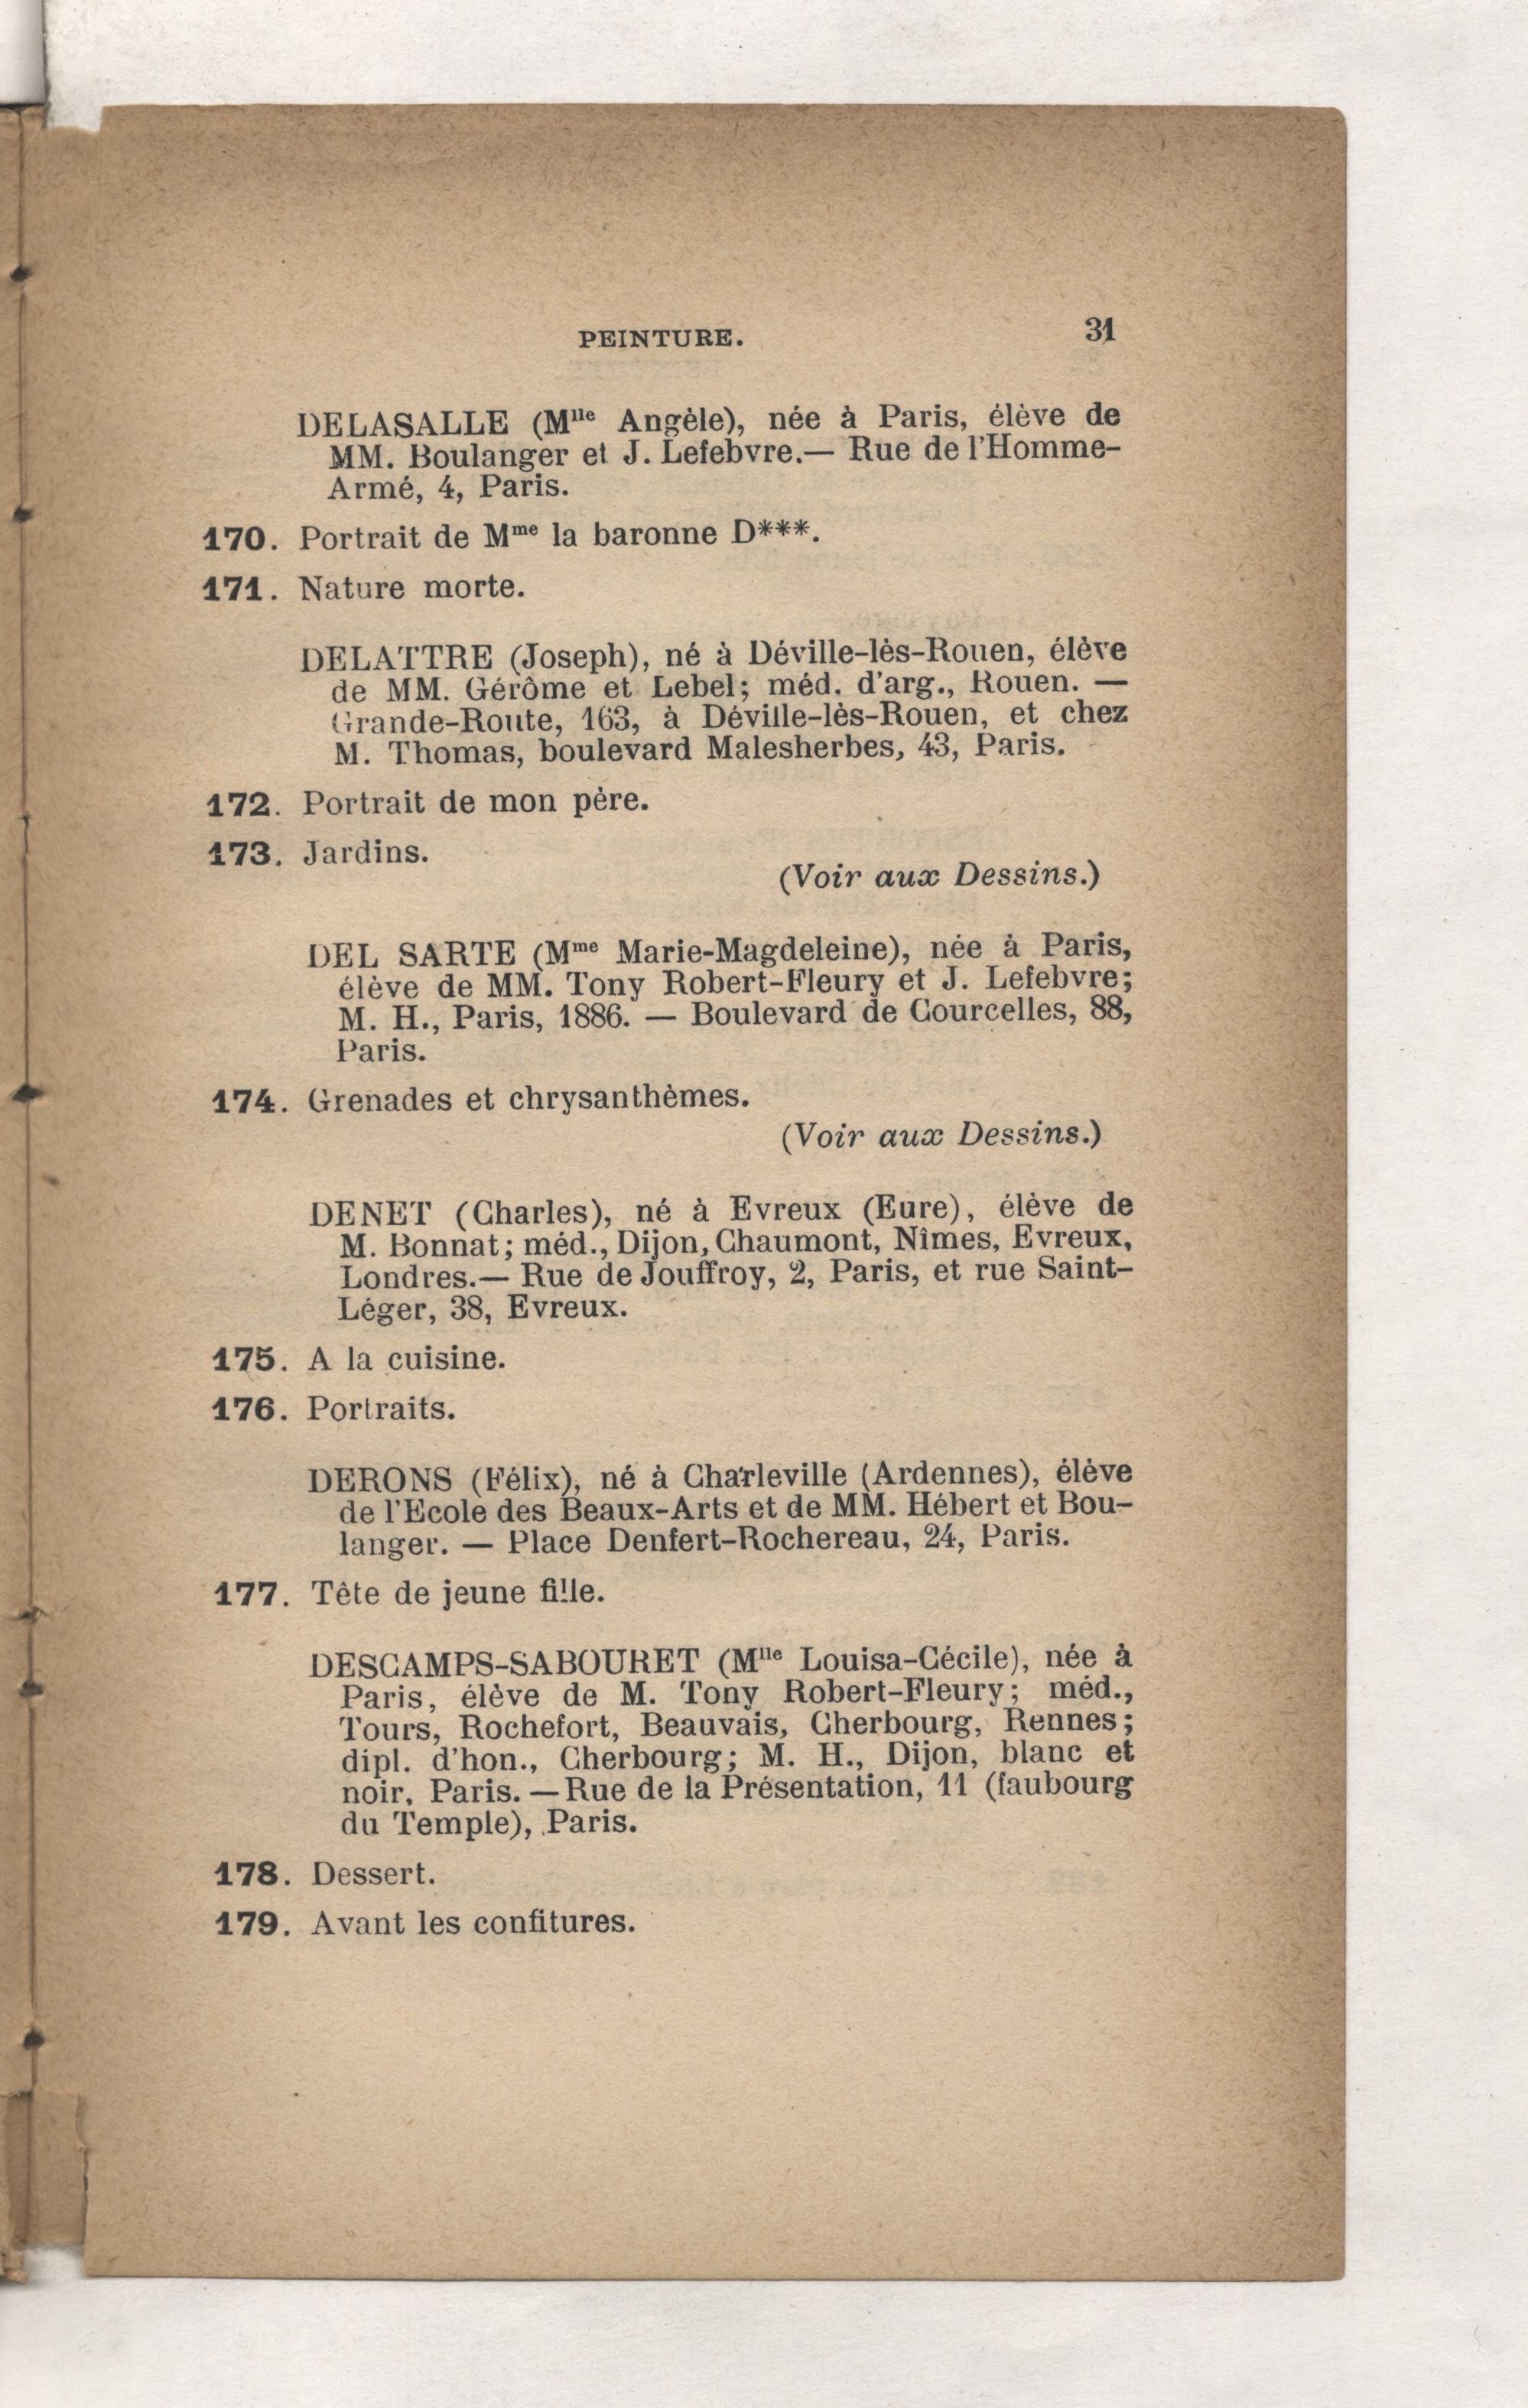 PEINTURE. 31
DELASALLE (Mlle Angèle), née à Paris, élève de
MM. Boulanger et J. Lefebvre.— Rue de l'Homme-
Armé, 4, Paris.
170. Portrait de Mme la baronne D***.
171. Nature morte.
DELATTRE (Joseph), né à Déville-lès-Rouen, élève
de MM. Gérôme et Lebel; méd. d'arg., Rouen. —
Grande-Route, 163, à Déville-lès-Rouen, et chez
M. Thomas, boulevard Malesherbes, 43, Paris.
172. Portrait de mon père.
173. Jardins.
(Voir aux Dessins.)
DEL SARTE (Mme Marie-Magdeleine), née à Paris,
élève de MM. Tony Robert-Fleury et J. Lefebvre;
M. H., Paris, 1886. — Boulevard de Courcelles, 88,
Paris.
174. Grenades et chrysanthèmes.
(Voir aux Dessins.)
DENET (Charles), né à Evreux (Eure), élève de
M. Bonnat; méd., Dijon, Chaumont, Nîmes, Evreux,
Londres.— Rue de Jouffroy, 2, Paris, et rue Saint-
Léger, 38, Evreux.
175. A la cuisine.
176. Portraits.
DERONS (Félix), né à Charleville (Ardennes), élève
de l'Ecole des Beaux-Arts et de MM. Hébert et Bou-
langer. — Place Denfert-Rochereau, 24, Paris.
177. Tête de jeune fille.
DESCAMPS-SABOURET (Mlle Louisa-Cécile), née à
Paris, élève de M. Tony Robert-Fleury; méd.,
Tours, Rochefort, Beauvais, Cherbourg, Rennes;
dipl. d'hon., Cherbourg; M. H., Dijon, blanc et
noir, Paris. — Rue de la Présentation, 11 (faubourg
du Temple), Paris.
178. Dessert.
179. Avant les confitures.